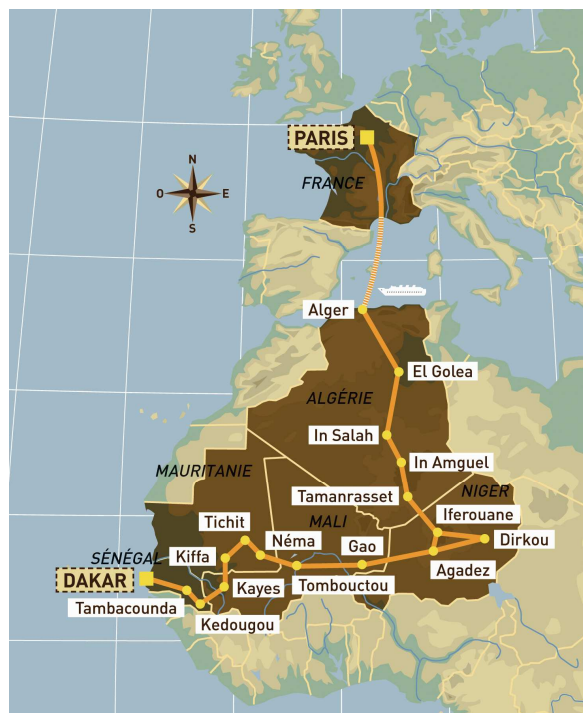 PARIS
FRANCE
N
O
E
S
Alger
El Golea
ALGÉRIE
In Salah
In Amguel
MAURITANIE
Tamanrasset
NIGER
Iferouane
Tichit
MALI
Dirkou
Néma
Gao
Kiffa
SÉNÉGAL
Agadez
DAKAR
Kayes
Tombouctou
Tambacounda
Kedougou